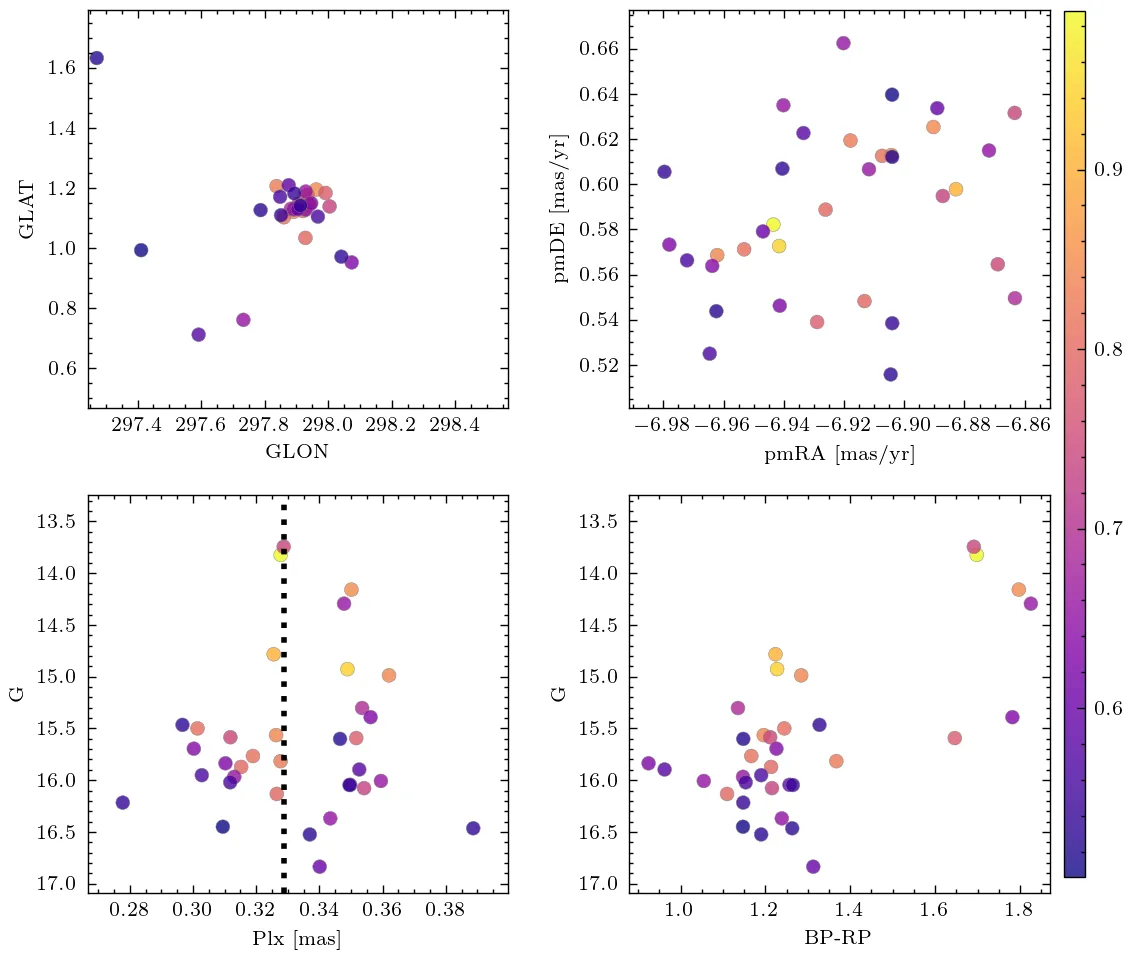 1.6
1.4
1.2
1.0
0.8
0.6
GLAT
297.4 297.6 297.8 298.0 298.2 298.4
GLON
0.66
0.64
0.62
0.60
0.58
0.56
0.54
0.52
pmDE [mas/yr]
−6.98 −6.96 −6.94 −6.92 −6.90 −6.88 −6.86
pmRA [mas/yr]
0.9
0.8
0.7
0.6
13.5
14.0
14.5
15.0
15.5
16.0
16.5
17.0
G
0.28 0.30 0.32 0.34 0.36 0.38
Plx [mas]
13.5
14.0
14.5
15.0
15.5
16.0
16.5
17.0
G
1.0 1.2 1.4 1.6 1.8
BP-RP